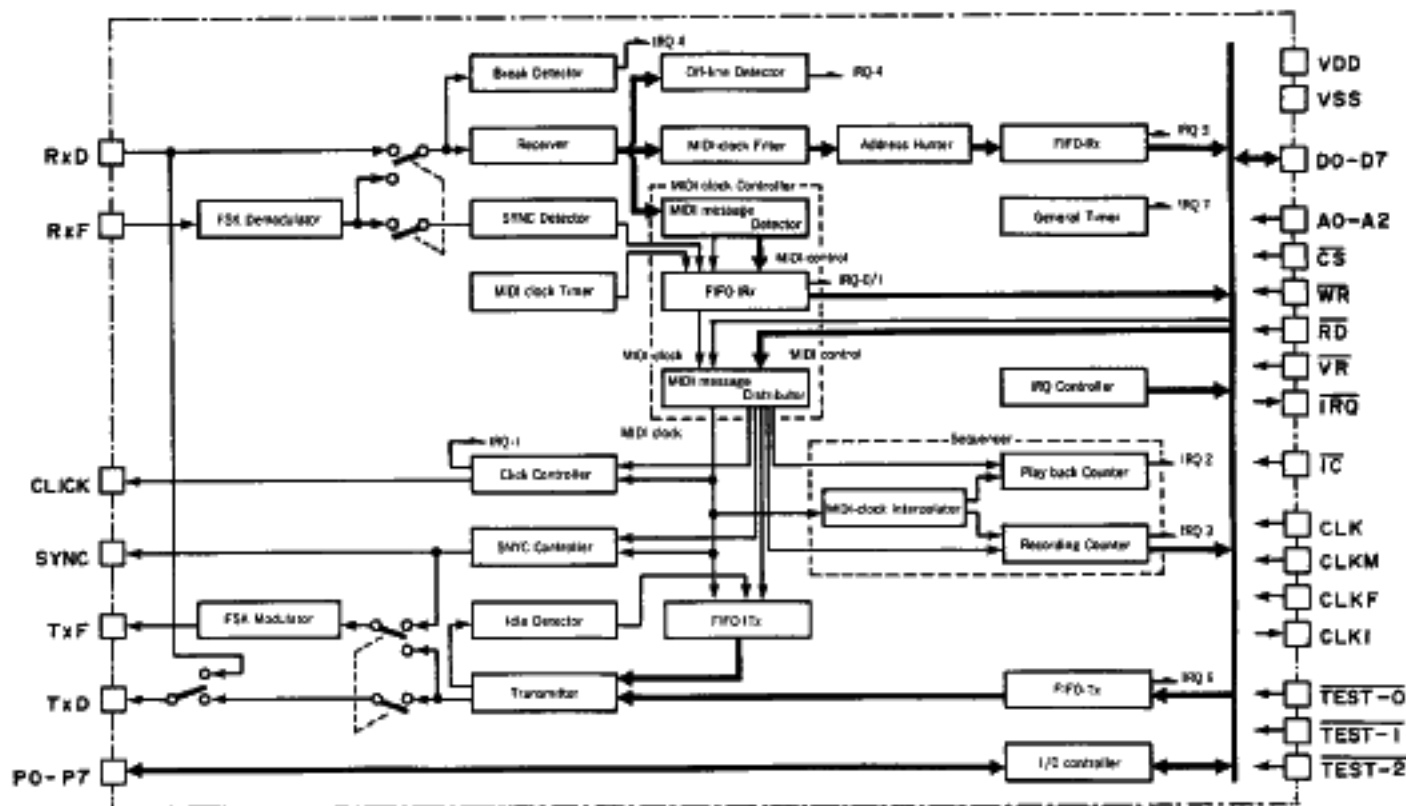 IRQ 4
Break Detector
Off-line Detector
IRQ-4
VDD
VSS
RxD
Receiver
MIDI-clock Filter
Address Hunter
FIFO-Rx
IRQ 5
D0-D7
MIDI clock Controller
RxF
FSK Demodulator
SYNC Detector
MIDI message
Detector
General Timer
IRQ 7
A0-A2
CS
MIDI control
MIDI clock Timer
FIFO-IRx
IRQ-0/1
WR
RD
MIDI-clock
MIDI control
VR
MIDI message
Distributor
IRQ Controller
IRQ
MIDI clock
IRQ-1
Sequencer
CLICK
Click Controller
Play back Counter
IRQ 2
IC
MIDI-clock Interpolator
CLK
SYNC
SNYC Controller
Recording Counter
IRQ 3
CLKM
CLKF
TxF
FSK Modulator
Idle Detector
FIFO-ITx
CLKI
TxD
Transmitter
FIFO-Tx
IRQ 6
TEST-0
TEST-1
P0-P7
I/O controller
TEST-2